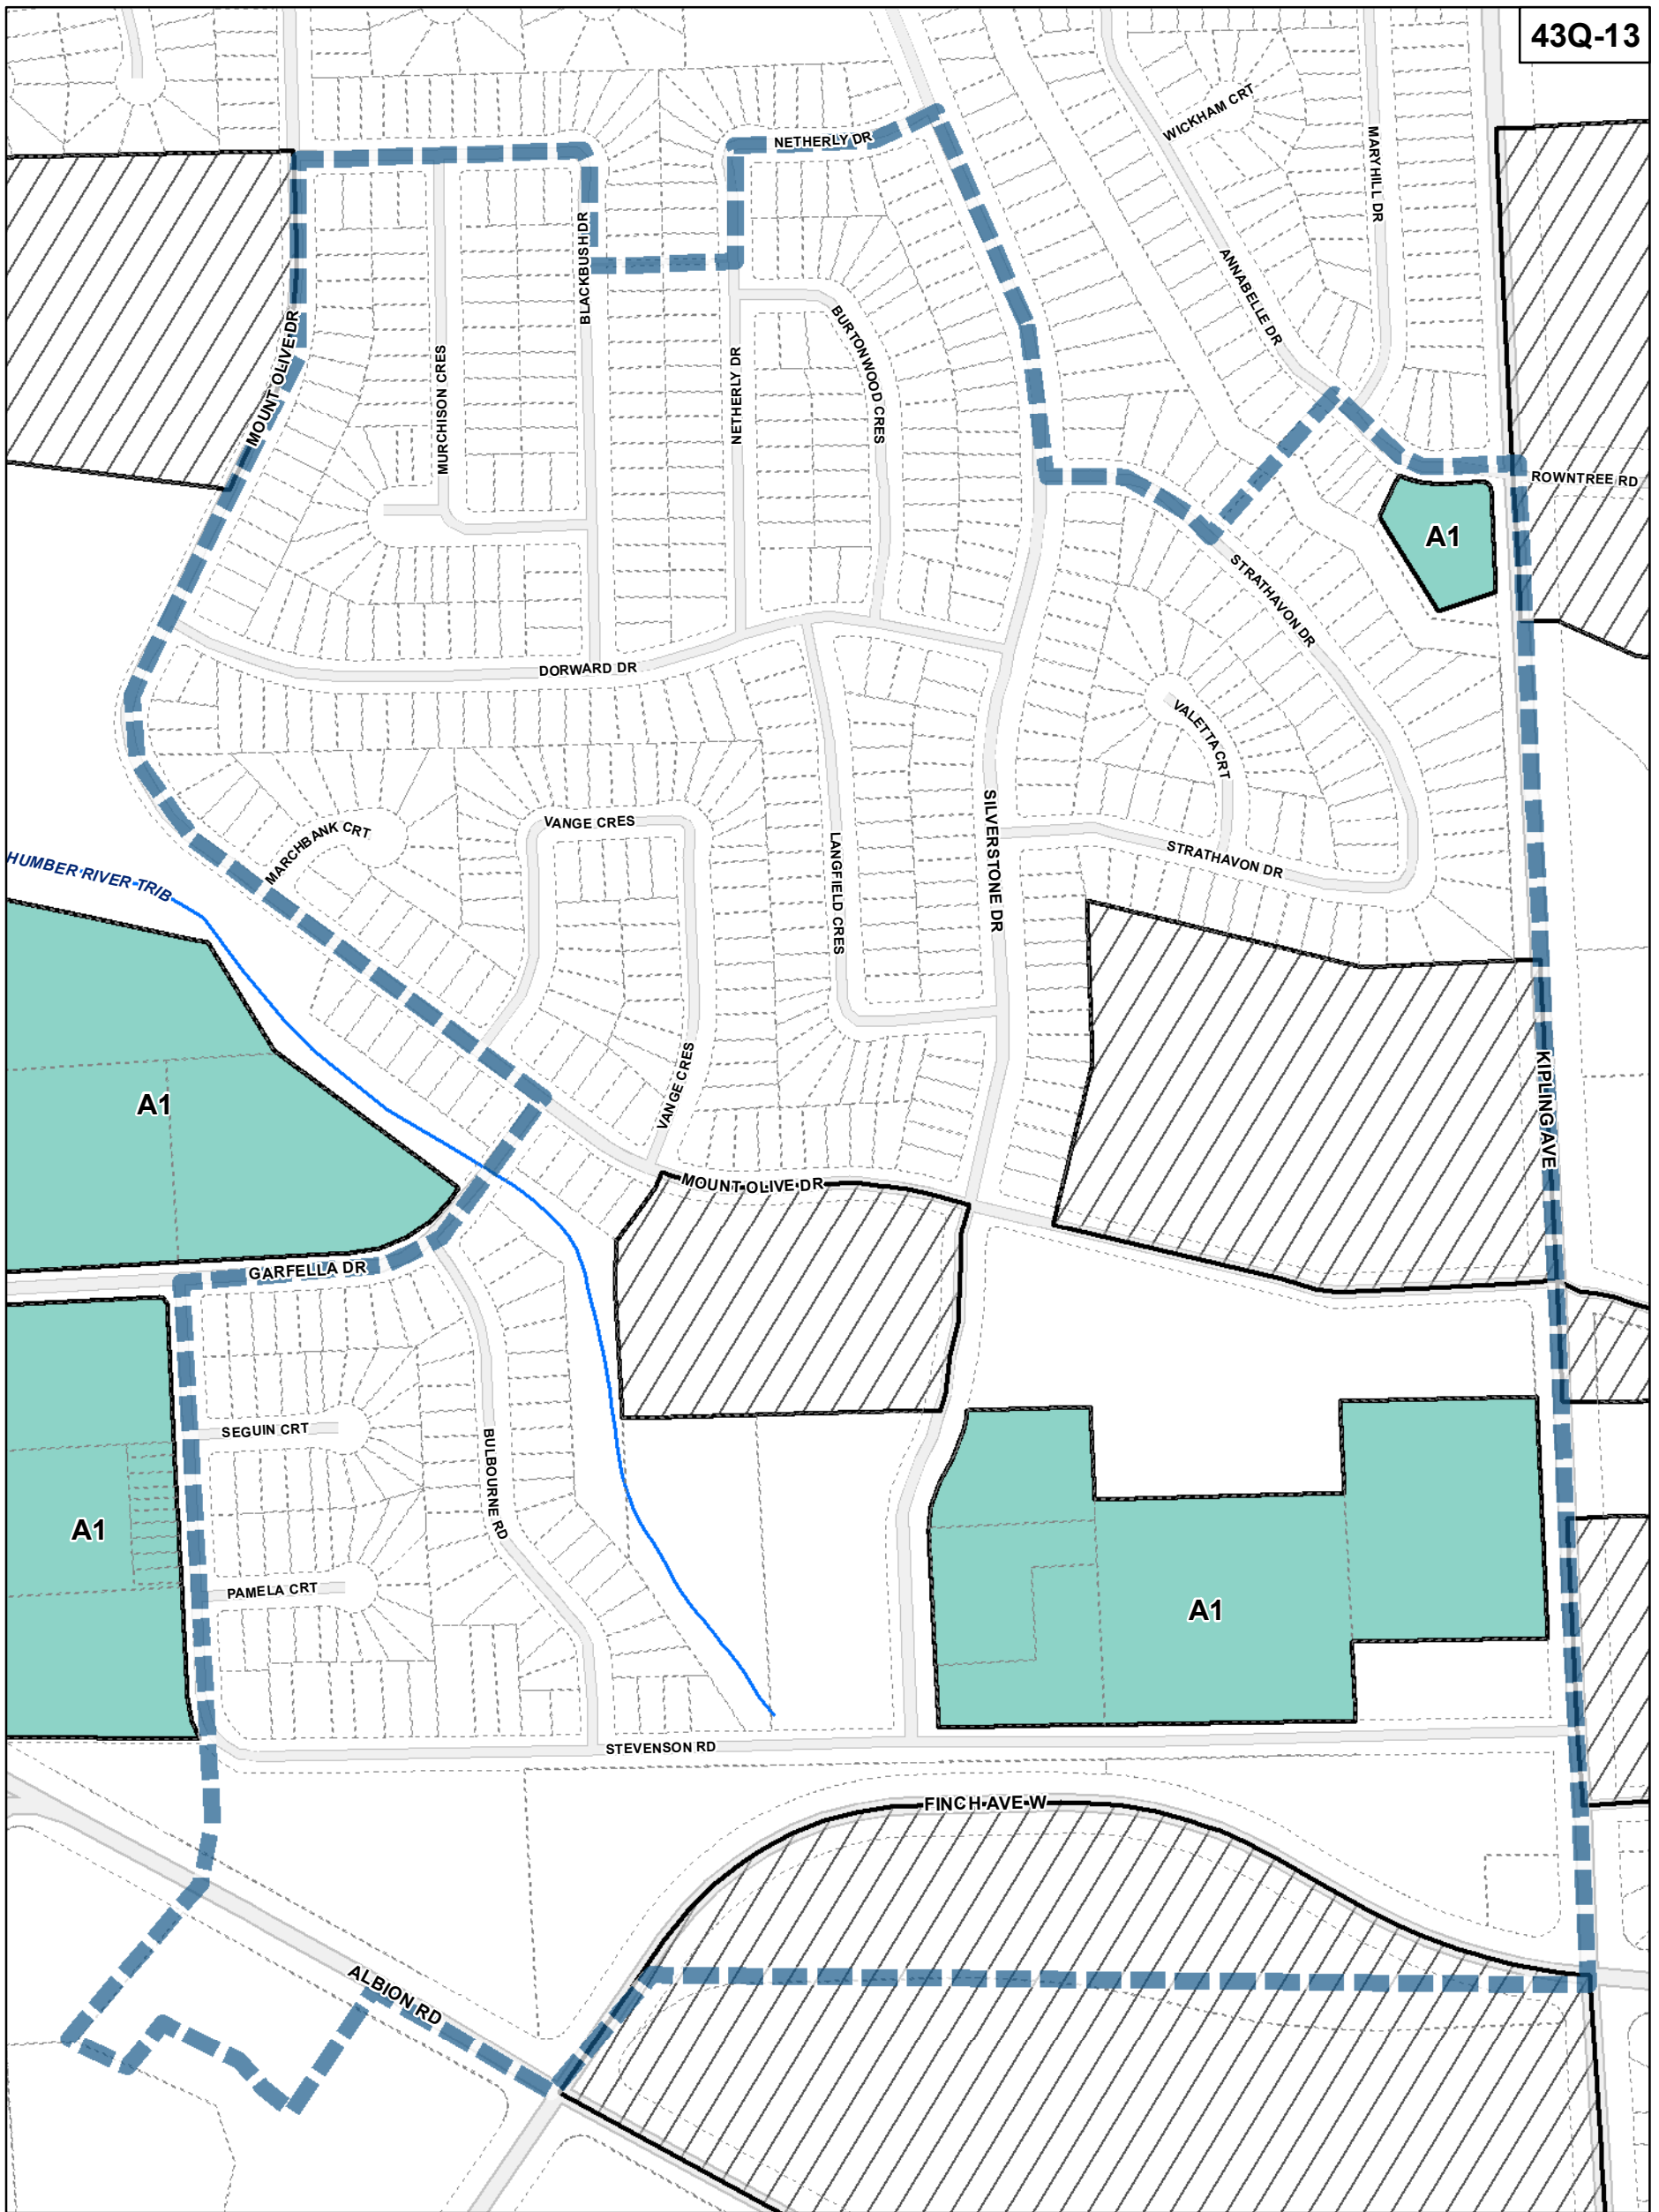 43Q-13
WICKHAM CRT
NETHERLY DR
MARYHILL DR
BLACKBUSH DR
ANNABELLE DR
MOUNT OLIVE DR
BURTONWOOD CRES
MURCHISON CRES
NETHERLY DR
ROWNTREE RD
A1
STRATHAVON DR
DORWARD DR
VALETTA CRT
VANGE CRES
MARCHBANK CRT
SILVERSTONE DR
LANGFIELD CRES
STRATHAVON DR
HUMBER RIVER TRIB
VANGE CRES
A1
KIPLING AVE
MOUNT OLIVE DR
GARFELLA DR
SEGUIN CRT
BULBOURNE RD
A1
PAMELA CRT
A1
STEVENSON RD
FINCH AVE W
ALBION RD